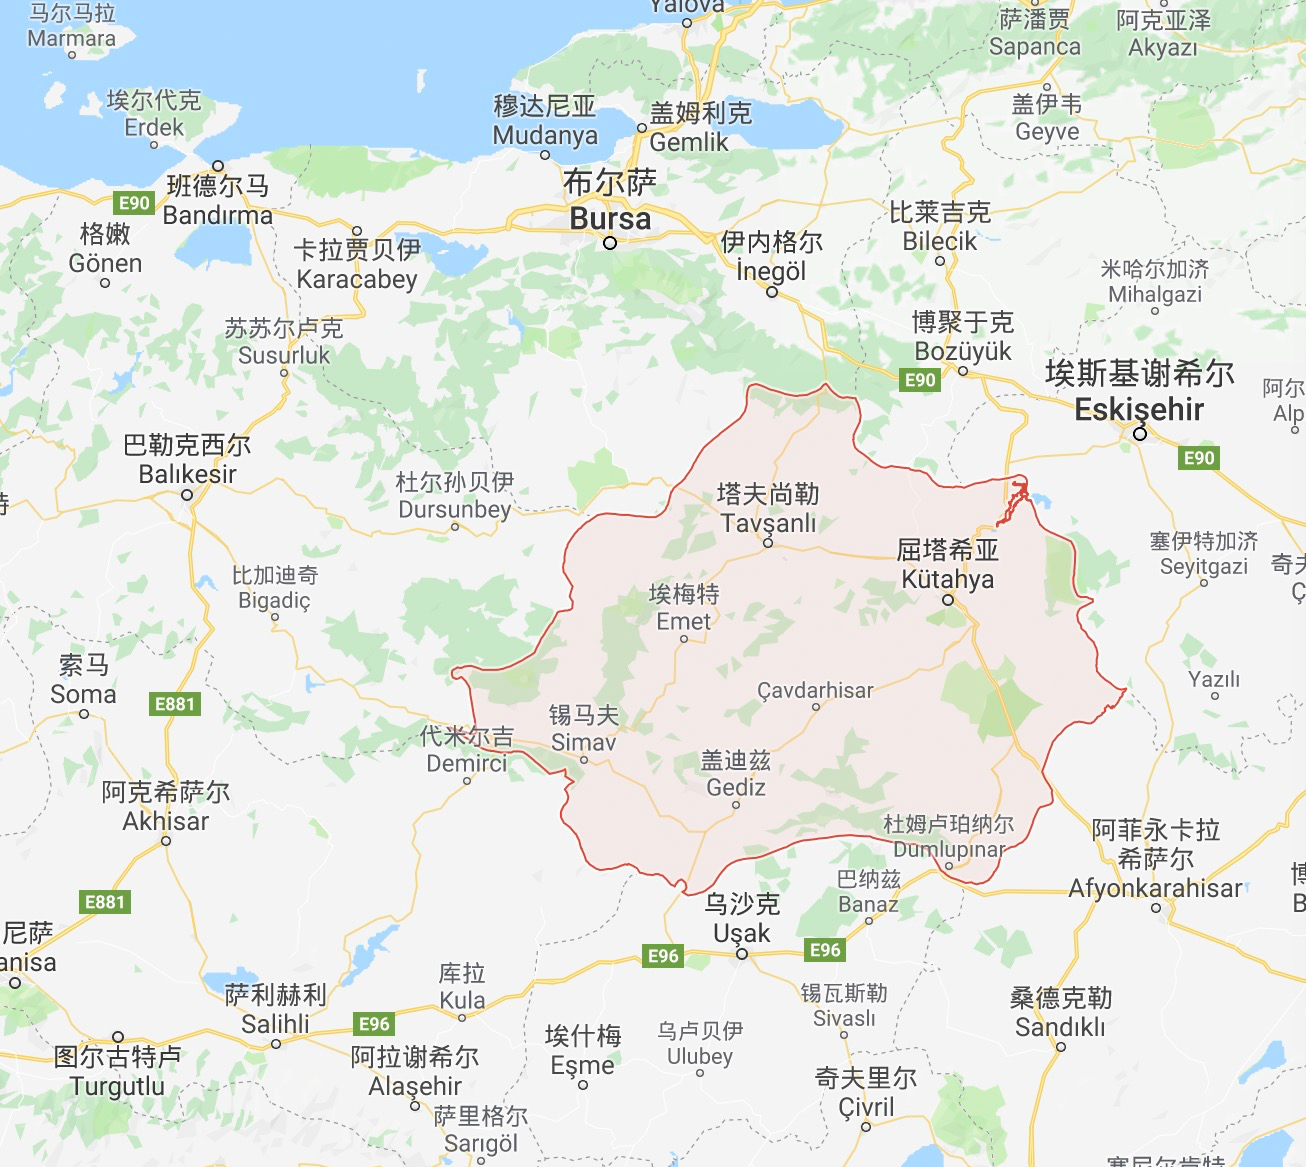 马尔马拉
Marmara
Yalova
萨潘贾
Sapanca
阿克亚泽
Akyazı
埃尔代克
Erdek
穆达尼亚
Mudanya
盖姆利克
Gemlik
盖伊韦
Geyve
E90
班德尔马
Bandırma
布尔萨
Bursa
格嫩
Gönen
卡拉贾贝伊
Karacabey
伊内格尔
İnegöl
比莱吉克
Bilecik
米哈尔加济
Mihalgazi
苏苏尔卢克
Susurluk
博聚于克
Bozüyük
E90
埃斯基谢希尔
Eskişehir
阿尔
Alp
E90
巴勒克西尔
Balıkesir
杜尔孙贝伊
Dursunbey
塔夫尚勒
Tavşanlı
屈塔希亚
Kütahya
塞伊特加济
Seyitgazi
奇夫
Ç
比加迪奇
Bigadiç
埃梅特
Emet
索马
Soma
E881
Çavdarhisar
Yazılı
代米尔吉
Demirci
锡马夫
Simav
盖迪兹
Gediz
阿克希萨尔
Akhisar
杜姆卢珀纳尔
Dumlupınar
阿菲永卡拉
希萨尔
Afyonkarahisar
E881
巴纳兹
Banaz
博
B
乌沙克
Uşak
尼萨
anisa
E96
E96
库拉
Kula
萨利赫利
Salihli
E96
锡瓦斯勒
Sivaslı
桑德克勒
Sandıklı
图尔古特卢
Turgutlu
阿拉谢希尔
Alaşehir
埃什梅
Eşme
乌卢贝伊
Ulubey
奇夫里尔
Çivril
萨里格尔
Sarıgöl
塞尼尔肯特